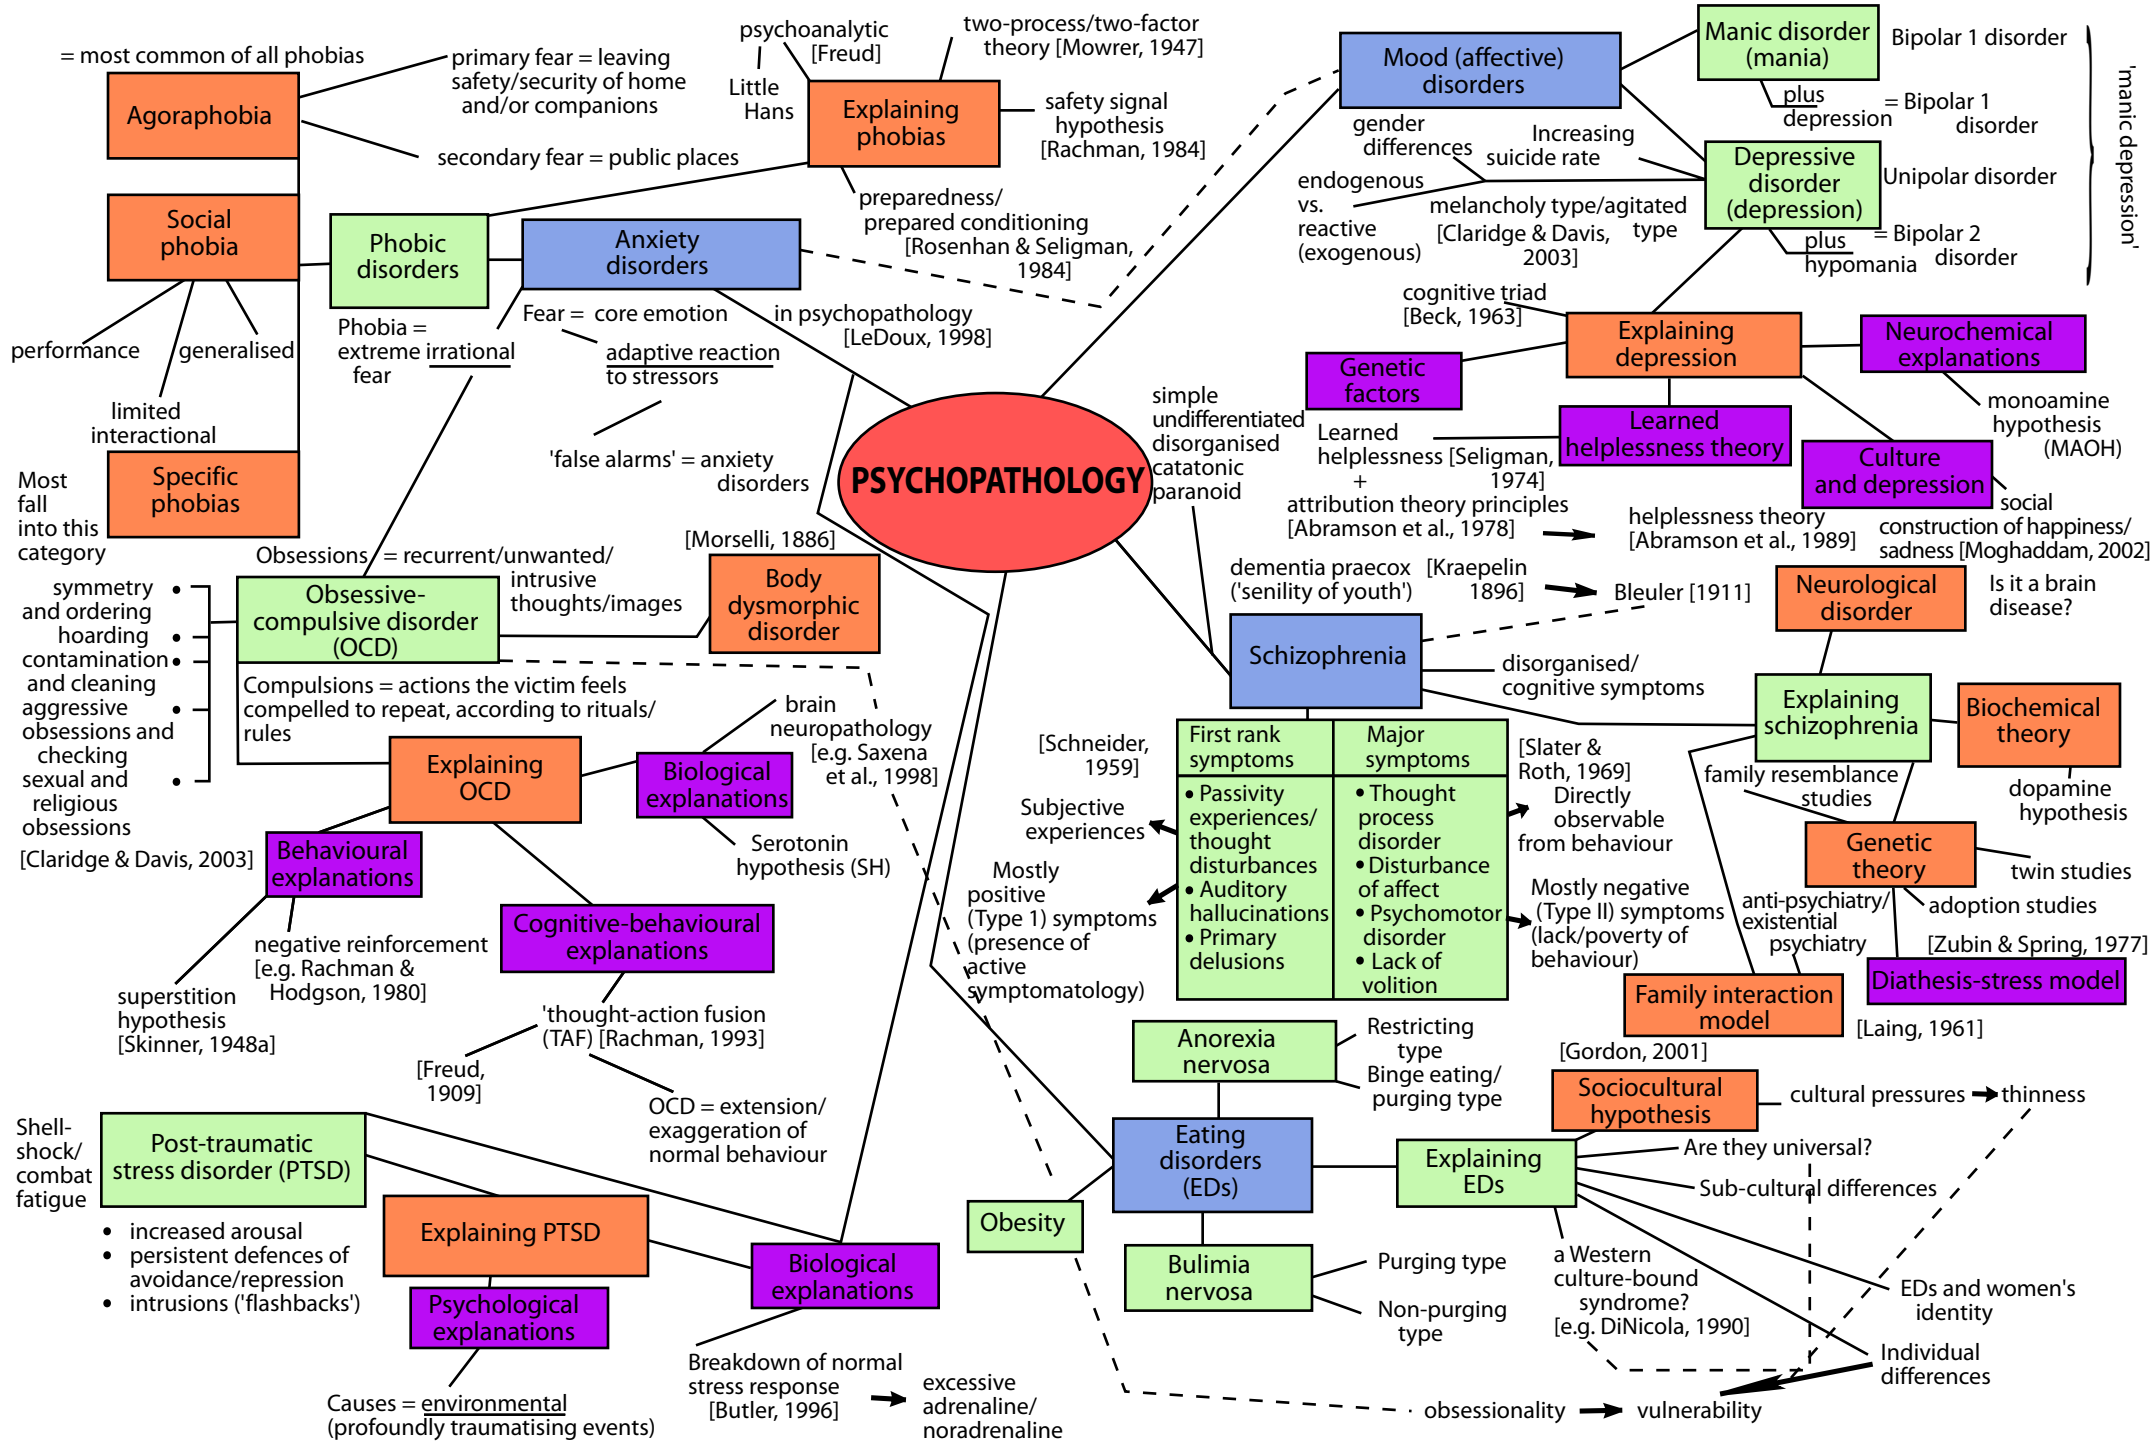 = most common of all phobias
Agoraphobia
primary fear = leaving
safety/security of home
and/or companions
secondary fear = public places
Social
phobia
performance
generalised
limited
interactional
Specific
phobias
Most
fall
into this
category
psychoanalytic
[Freud]
Little
Hans
two-process/two-factor
theory [Mowrer, 1947]
Explaining
phobias
safety signal
hypothesis
[Rachman, 1984]
preparedness/
prepared conditioning
[Rosenhan & Seligman,
1984]
Phobic
disorders
Anxiety
disorders
Phobia =
extreme irrational
fear
Fear = core emotion
in psychopathology
[LeDoux, 1998]
adaptive reaction
to stressors
'false alarms' = anxiety
disorders
PSYCHOPATHOLOGY
Mood (affective)
disorders
Manic disorder
(mania)
Bipolar 1 disorder
plus
depression
= Bipolar 1
disorder
'manic depression'
gender
differences
Increasing
suicide rate
endogenous
vs.
reactive
(exogenous)
melancholy type/agitated
type
[Claridge & Davis,
2003]
Depressive
disorder
(depression)
Unipolar disorder
plus
hypomania
= Bipolar 2
disorder
cognitive triad
[Beck, 1963]
Explaining
depression
Neurochemical
explanations
monoamine
hypothesis
(MAOH)
Genetic
factors
Learned
helplessness theory
Learned
helplessness [Seligman,
1974]
+
attribution theory principles
[Abramson et al., 1978]
helplessness theory
[Abramson et al., 1989]
Culture
and depression
social
construction of happiness/
sadness [Moghaddam, 2002]
simple
undifferentiated
disorganised
catatonic
paranoid
dementia praecox
('senility of youth')
[Kraepelin
1896]
Bleuler [1911]
Schizophrenia
disorganised/
cognitive symptoms
Neurological
disorder
Is it a brain
disease?
Explaining
schizophrenia
Biochemical
theory
dopamine
hypothesis
family resemblance
studies
Genetic
theory
twin studies
adoption studies
anti-psychiatry/
existential
psychiatry
[Zubin & Spring, 1977]
Diathesis-stress model
Family interaction
model
[Laing, 1961]
[Schneider,
1959]
Subjective
experiences
Mostly
positive
(Type 1) symptoms
(presence of
active
symptomatology)
First rank
symptoms
• Passivity
experiences/
thought
disturbances
• Auditory
hallucinations
• Primary
delusions
Major
symptoms
• Thought
process
disorder
• Disturbance
of affect
• Psychomotor
disorder
• Lack of
volition
[Slater &
Roth, 1969]
Directly
observable
from behaviour
Mostly negative
(Type II) symptoms
(lack/poverty of
behaviour)
Obsessions = recurrent/unwanted/
intrusive
thoughts/images
[Morselli, 1886]
Body
dysmorphic
disorder
Obsessive-
compulsive disorder
(OCD)
symmetry •
and ordering
hoarding •
contamination •
and cleaning
aggressive •
obsessions and
checking
sexual and •
religious
obsessions
[Claridge & Davis, 2003]
Compulsions = actions the victim feels
compelled to repeat, according to rituals/
rules
Explaining
OCD
Biological
explanations
brain
neuropathology
[e.g. Saxena
et al., 1998]
Serotonin
hypothesis (SH)
Behavioural
explanations
negative reinforcement
[e.g. Rachman &
Hodgson, 1980]
superstition
hypothesis
[Skinner, 1948a]
Cognitive-behavioural
explanations
'thought-action fusion
(TAF) [Rachman, 1993]
[Freud,
1909]
OCD = extension/
exaggeration of
normal behaviour
Shell-
shock/
combat
fatigue
Post-traumatic
stress disorder (PTSD)
• increased arousal
• persistent defences of
avoidance/repression
• intrusions ('flashbacks')
Explaining PTSD
Psychological
explanations
Causes = environmental
(profoundly traumatising events)
Biological
explanations
Breakdown of normal
stress response
[Butler, 1996]
excessive
adrenaline/
noradrenaline
Anorexia
nervosa
Restricting
type
Binge eating/
purging type
Eating
disorders
(EDs)
Obesity
Bulimia
nervosa
Purging type
Non-purging
type
Explaining
EDs
[Gordon, 2001]
Sociocultural
hypothesis
cultural pressures
thinness
Are they universal?
Sub-cultural differences
a Western
culture-bound
syndrome?
[e.g. DiNicola, 1990]
EDs and women's
identity
Individual
differences
obsessionality
vulnerability